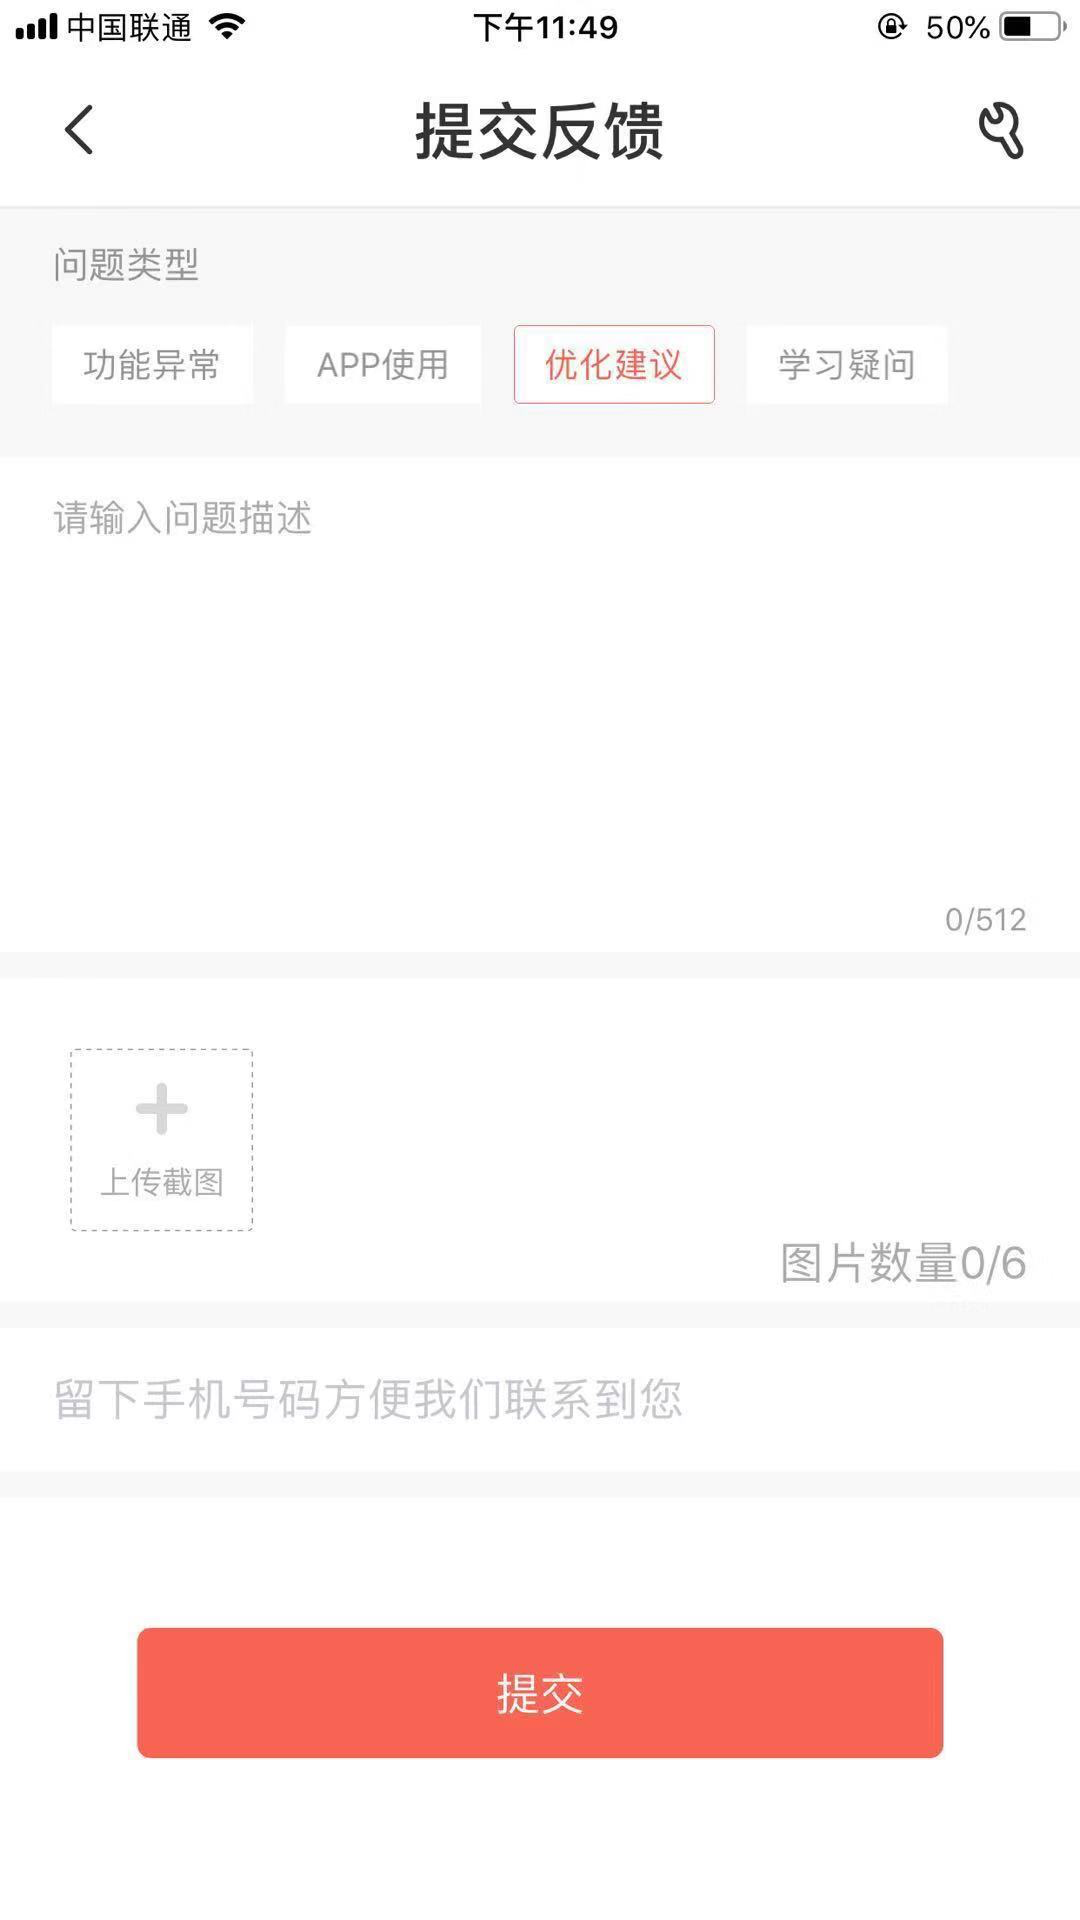 中国联通 下午11:49 50%
提交反馈
问题类型
功能异常 APP使用 优化建议 学习疑问
请输入问题描述
0/512
上传截图
图片数量0/6
留下手机号码方便我们联系到您
提交